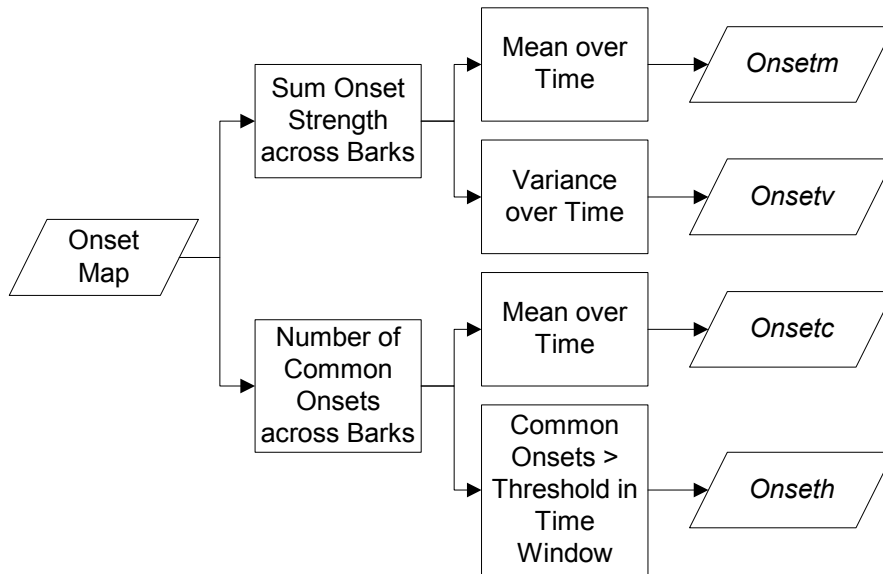 Onset
Map
Sum Onset
Strength
across Barks
Number of
Common
Onsets
across Barks
Mean over
Time
Variance
over Time
Mean over
Time
Common
Onsets >
Threshold in
Time
Window
Onsetm
Onsetv
Onsetc
Onseth